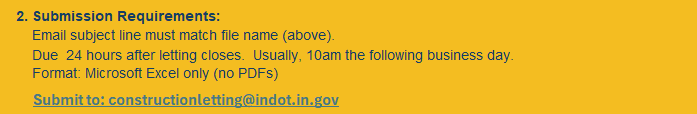 2. Submission Requirements:
Email subject line must match file name (above).
Due  24 hours after letting closes.  Usually, 10am the following business day.
Format: Microsoft Excel only (no PDFs)
Submit to: constructionletting@indot.in.gov